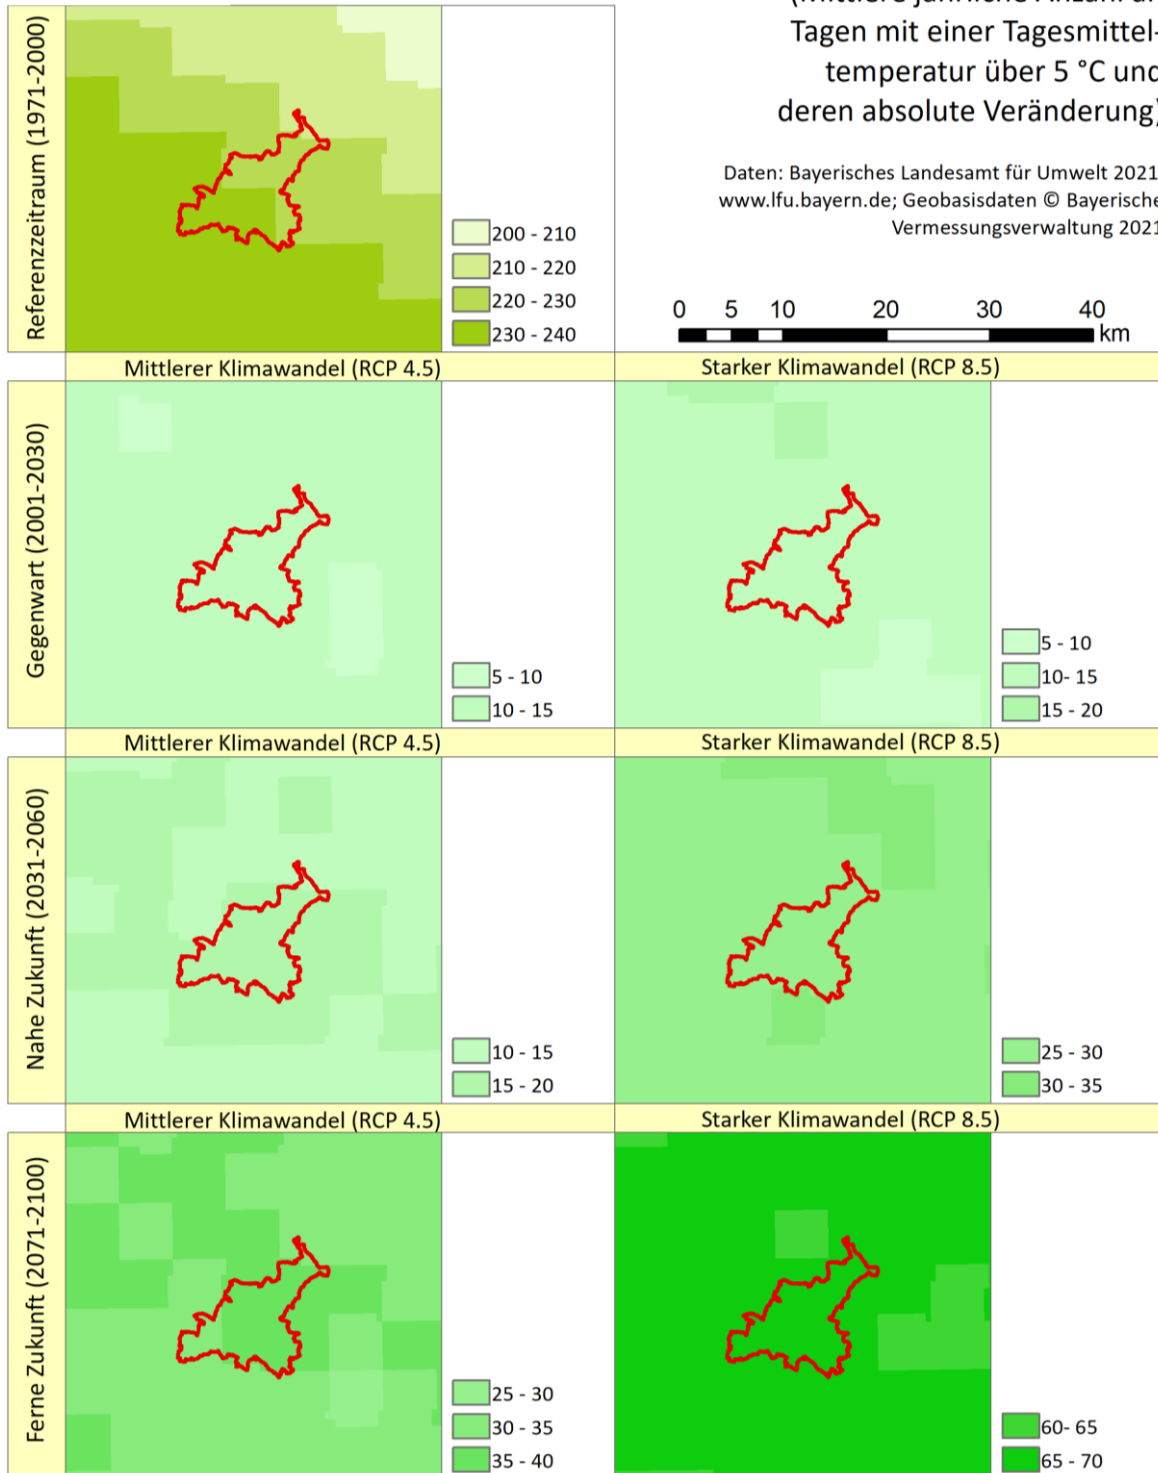 (Mittlere jährliche Anzahl an
Tagen mit einer Tagesmittel-
temperatur über 5 °C und
deren absolute Veränderung)
Daten: Bayerisches Landesamt für Umwelt 2021
www.lfu.bayern.de; Geobasisdaten © Bayerische
Vermessungsverwaltung 2021
Referenzzeitraum (1971-2000)
200 - 210
210 - 220
220 - 230
230 - 240
0 5 10 20 30 40
km
Mittlerer Klimawandel (RCP 4.5)
Starker Klimawandel (RCP 8.5)
Gegenwart (2001-2030)
5 - 10
10 - 15
5 - 10
10- 15
15 - 20
Mittlerer Klimawandel (RCP 4.5)
Starker Klimawandel (RCP 8.5)
Nahe Zukunft (2031-2060)
10 - 15
15 - 20
25 - 30
30 - 35
Mittlerer Klimawandel (RCP 4.5)
Starker Klimawandel (RCP 8.5)
Ferne Zukunft (2071-2100)
25 - 30
30 - 35
35 - 40
60- 65
65 - 70